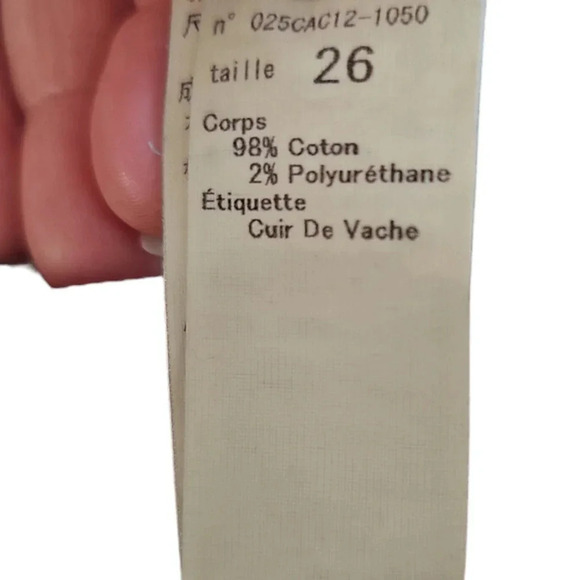 n° 025CAC12-1050
taille 26
Corps
98% Coton
2% Polyuréthane
Étiquette
Cuir De Vache